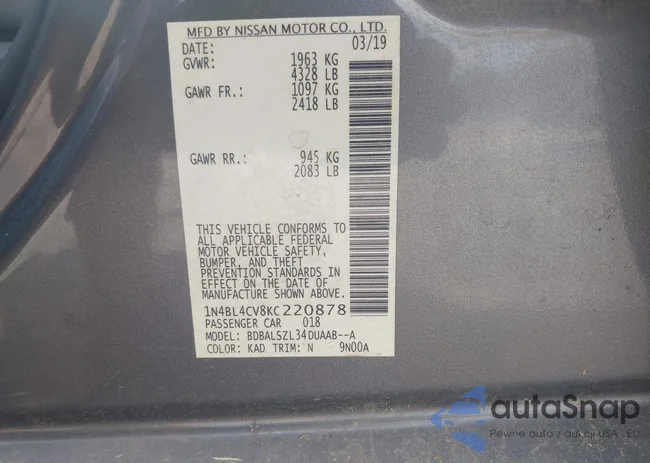 MFD BY NISSAN MOTOR CO., LTD.
DATE: 03/19
GVWR: 1963 KG
4328 LB
GAWR FR.: 1097 KG
2418 LB
GAWR RR.: 945 KG
2083 LB
THIS VEHICLE CONFORMS TO
ALL APPLICABLE FEDERAL
MOTOR VEHICLE SAFETY,
BUMPER, AND THEFT
PREVENTION STANDARDS IN
EFFECT ON THE DATE OF
MANUFACTURE SHOWN ABOVE.
1N4BL4CV8KC220878
PASSENGER CAR 018
MODEL: BDBALSZL34DUAAB--A
COLOR: KAD TRIM: N 9N00A
autaSnap
Pewne auta z aukcji USA i EU